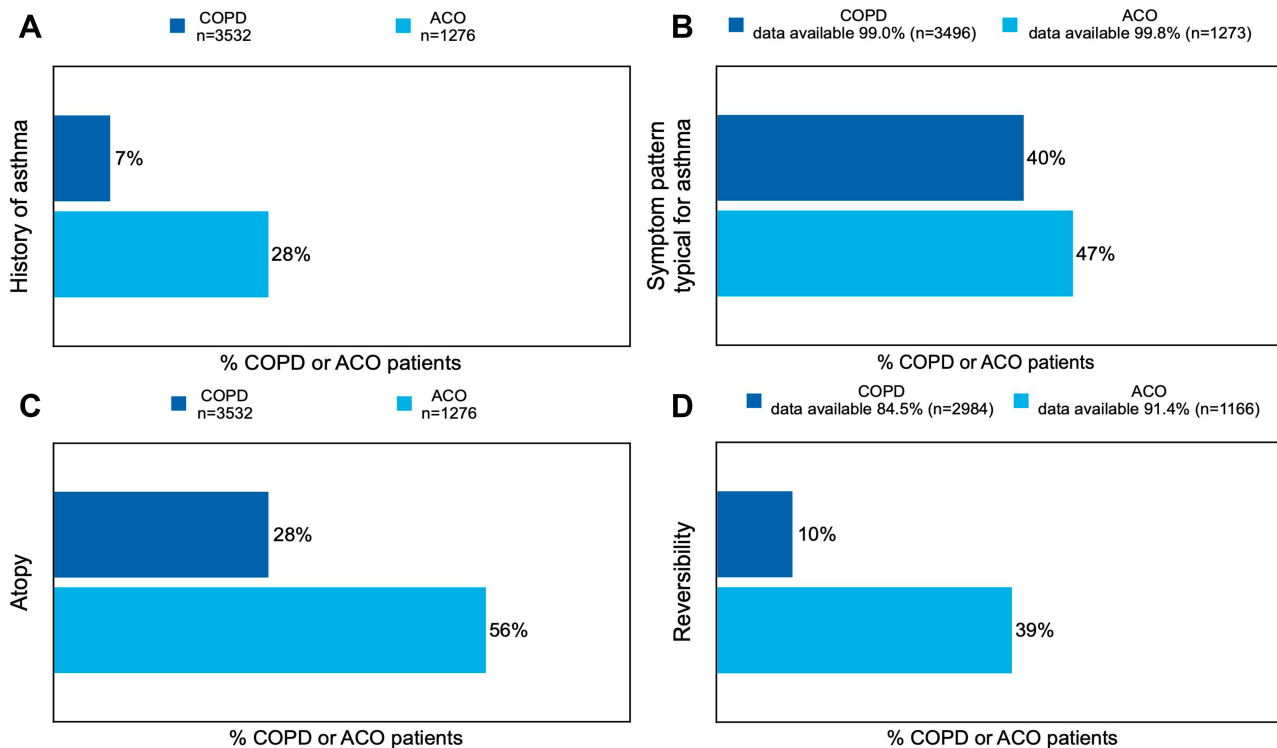 A
COPD
n=3532
ACO
n=1276
History of asthma
7%
28%
% COPD or ACO patients
B
COPD
data available 99.0% (n=3496)
ACO
data available 99.8% (n=1273)
Symptom pattern
typical for asthma
40%
47%
% COPD or ACO patients
C
COPD
n=3532
ACO
n=1276
Atopy
28%
56%
% COPD or ACO patients
D
COPD
data available 84.5% (n=2984)
ACO
data available 91.4% (n=1166)
Reversibility
10%
39%
% COPD or ACO patients